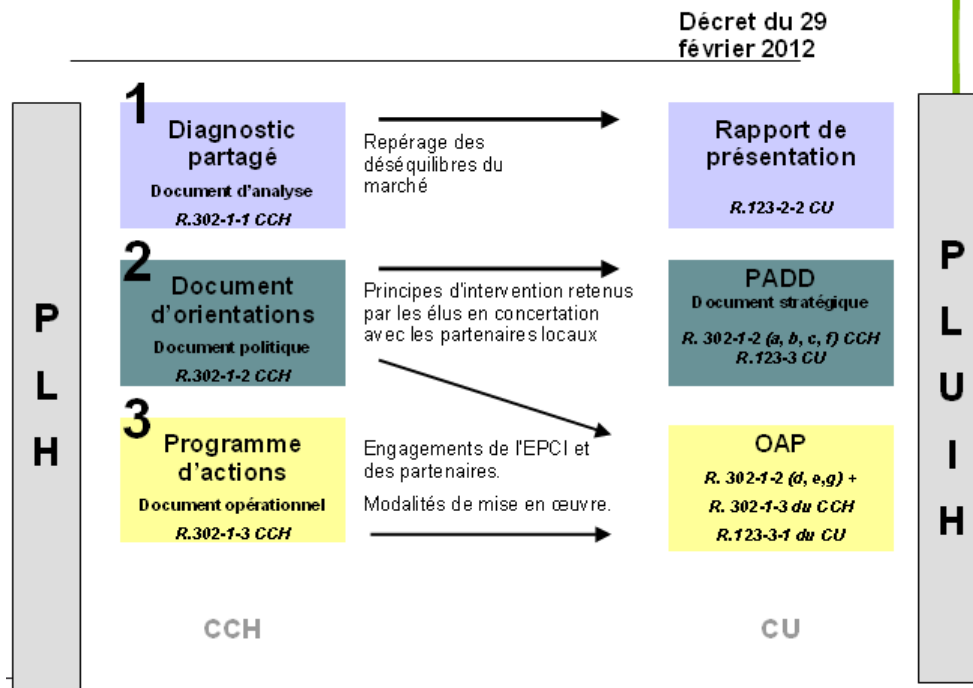 Décret du 29
février 2012
P
L
H
1
Diagnostic
partagé
Document d'analyse
R.302-1-1 CCH
Repérage des
déséquilibres du
marché
Rapport de
présentation
R.123-2-2 CU
2
Document
d'orientations
Document politique
R.302-1-2 CCH
Principes d'intervention retenus
par les élus en concertation
avec les partenaires locaux
PADD
Document stratégique
R. 302-1-2 (a, b, c, f) CCH
R.123-3 CU
3
Programme
d'actions
Document opérationnel
R.302-1-3 CCH
Engagements de l'EPCI et
des partenaires.
Modalités de mise en œuvre.
OAP
R. 302-1-2 (d, e,g) +
R. 302-1-3 du CCH
R.123-3-1 du CU
CCH
CU
P
L
U
I
H